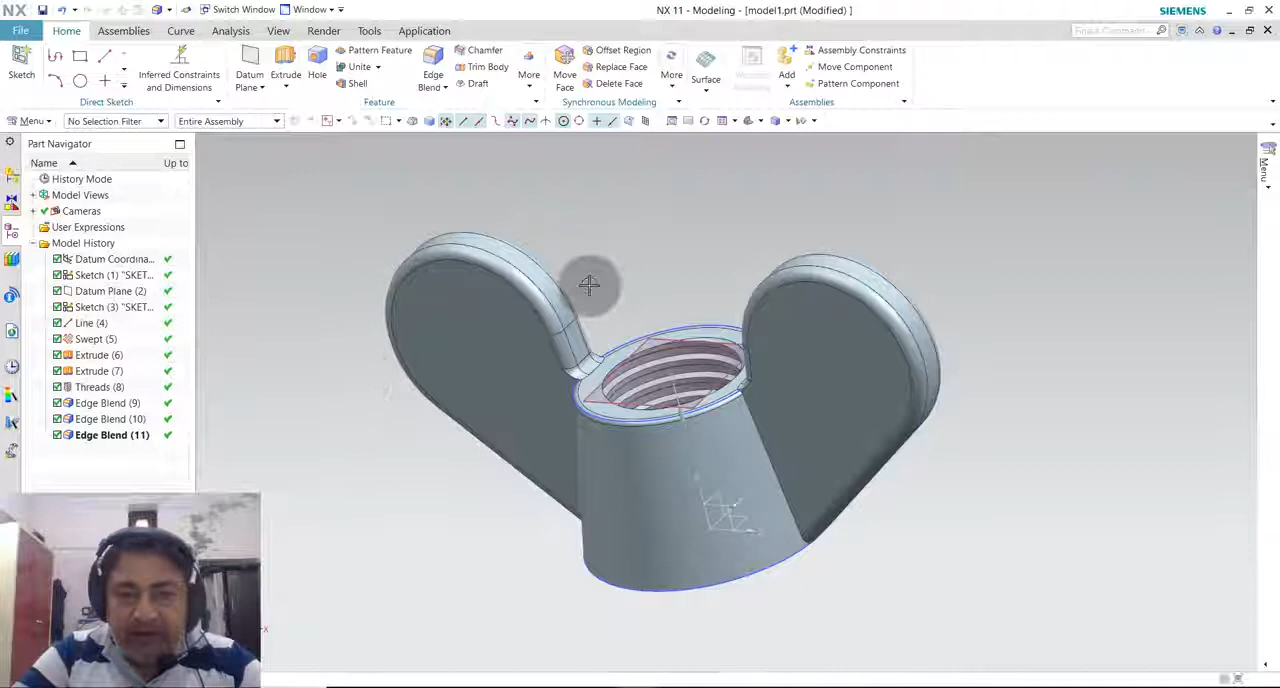 NX
Switch Window
Window
NX 11 - Modeling - [model1.prt (Modified) ]
SIEMENS
File
Home
Assemblies
Curve
Analysis
View
Render
Tools
Application
Sketch
Inferred Constraints
and Dimensions
Direct Sketch
Datum
Plane
Extrude
Hole
Pattern Feature
Unite
Shell
Edge
Blend
Chamfer
Trim Body
Draft
More
Feature
Move
Face
Offset Region
Replace Face
Delete Face
More
Synchronous Modeling
Surface
Add
Assembly Constraints
Move Component
Pattern Component
Assemblies
Menu
No Selection Filter
Entire Assembly
Part Navigator
Name
Up to
History Mode
Model Views
Cameras
User Expressions
Model History
Datum Coordina...
Sketch (1) "SKET...
Datum Plane (2)
Sketch (3) "SKET...
Line (4)
Swept (5)
Extrude (6)
Extrude (7)
Threads (8)
Edge Blend (9)
Edge Blend (10)
Edge Blend (11)
Menu
X